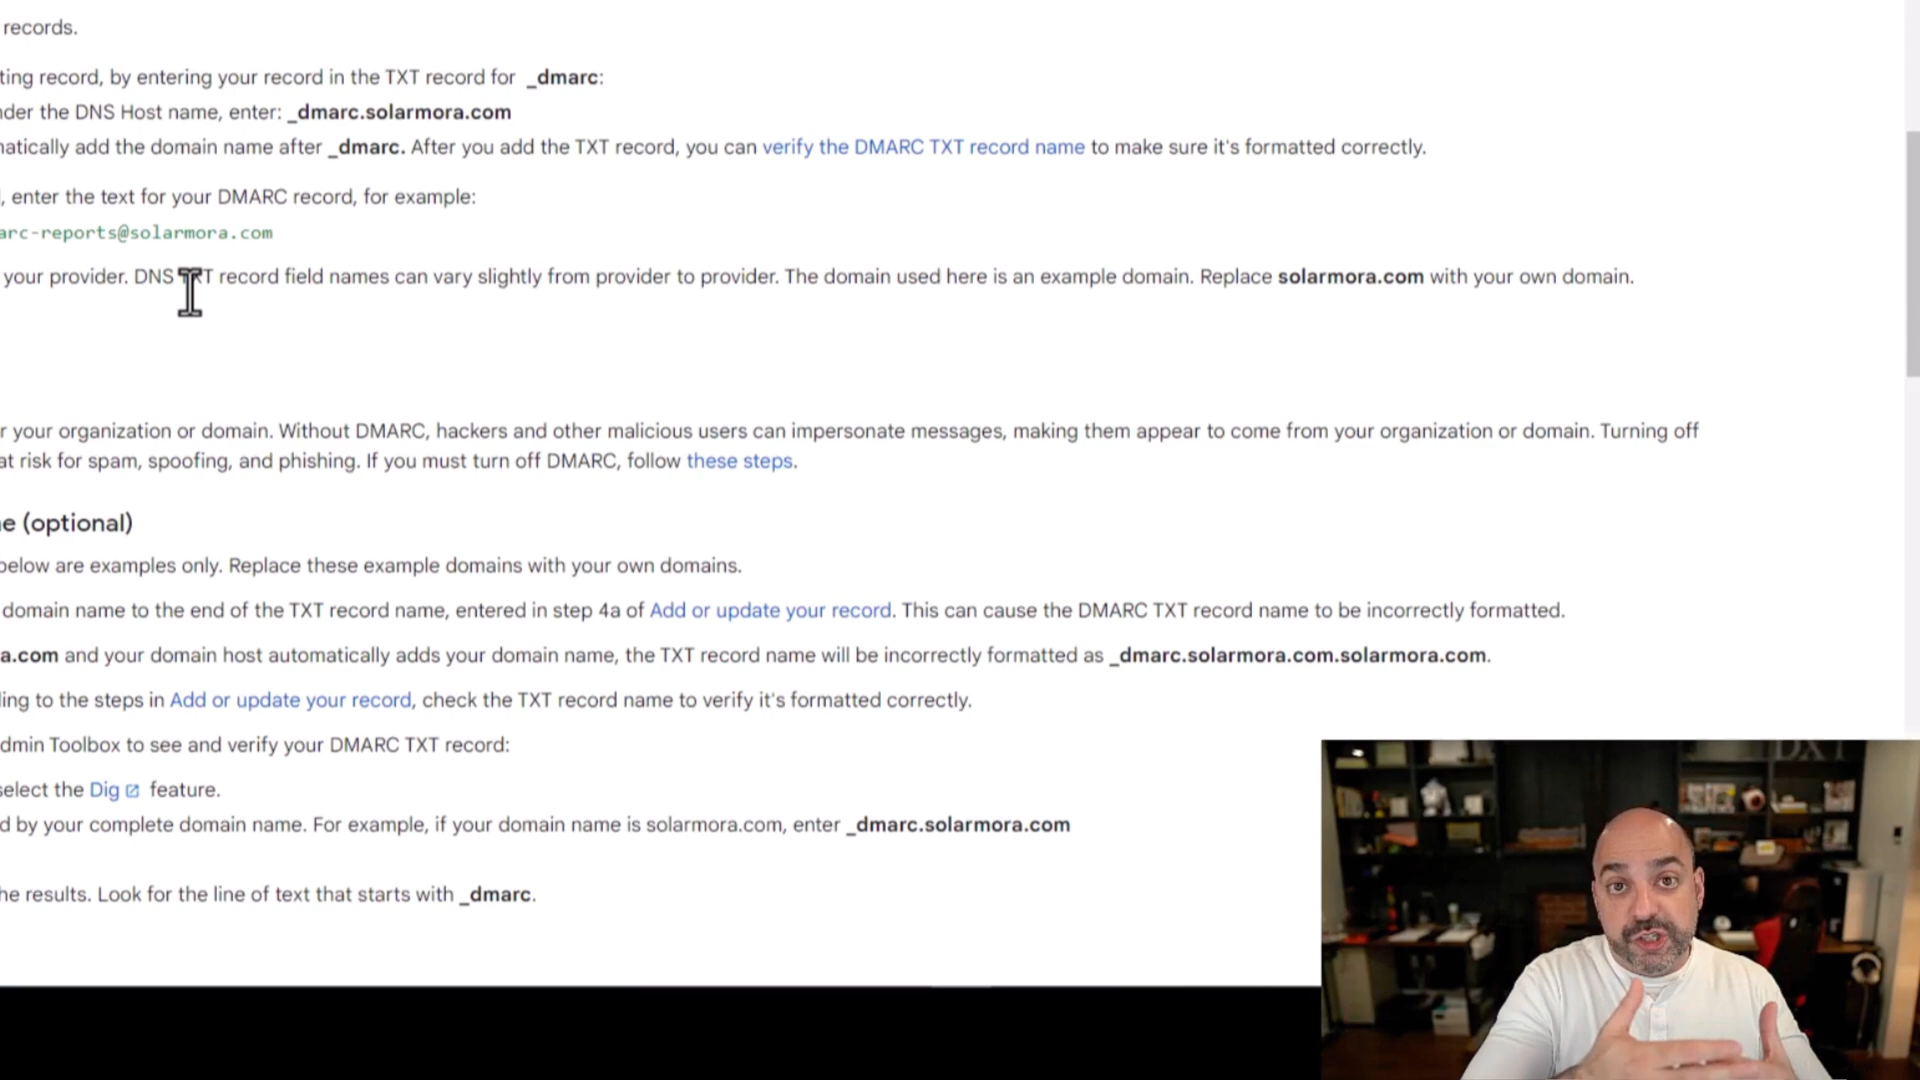 records.
ting record, by entering your record in the TXT record for _dmarc:
nder the DNS Host name, enter: _dmarc.solarmora.com
natically add the domain name after _dmarc. After you add the TXT record, you can verify the DMARC TXT record name to make sure it's formatted correctly.
, enter the text for your DMARC record, for example:
arc-reports@solarmora.com
your provider. DNS TXT record field names can vary slightly from provider to provider. The domain used here is an example domain. Replace solarmora.com with your own domain.
r your organization or domain. Without DMARC, hackers and other malicious users can impersonate messages, making them appear to come from your organization or domain. Turning off
at risk for spam, spoofing, and phishing. If you must turn off DMARC, follow these steps.
e (optional)
below are examples only. Replace these example domains with your own domains.
domain name to the end of the TXT record name, entered in step 4a of Add or update your record. This can cause the DMARC TXT record name to be incorrectly formatted.
a.com and your domain host automatically adds your domain name, the TXT record name will be incorrectly formatted as _dmarc.solarmora.com.solarmora.com.
ling to the steps in Add or update your record, check the TXT record name to verify it's formatted correctly.
dmin Toolbox to see and verify your DMARC TXT record:
select the Dig feature.
d by your complete domain name. For example, if your domain name is solarmora.com, enter _dmarc.solarmora.com
he results. Look for the line of text that starts with _dmarc.